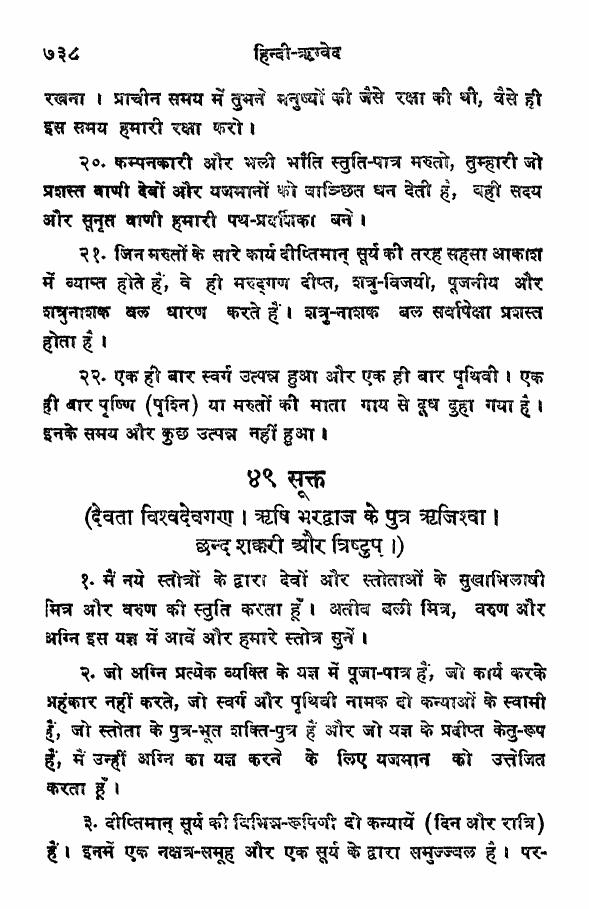 ७३८ हिन्दी-ऋग्वेद
रखना । प्राचीन समय में तुमने मनुष्यों की जैसे रक्षा की थी, वैसे ही
इस समय हमारी रक्षा करो ।
२०. कम्पनकारी और भली भाँति स्तुति-पात्र मरुतो, तुम्हारी जो
प्रशस्त वाणी देवों और यजमानों को वाञ्छित धन देती है, वही सदय
और सूनृत वाणी हमारी पथ-प्रदर्शिका बने ।
२१. जिन मरुतों के सारे कार्य दीप्तिमान् सूर्य की तरह सहसा आकाश
में व्याप्त होते हैं, वे ही मरुद्गण दीप्त, शत्रु-विजयी, पूजनीय और
शत्रुनाशक बल धारण करते हैं । शत्रु-नाशक बल सर्वापेक्षा प्रशस्त
होता है ।
२२. एक ही बार स्वर्ग उत्पन्न हुआ और एक ही बार पृथिवी । एक
ही बार पृष्णि (पृश्नि) या मरुतों की माता गाय से दूध दुहा गया है ।
इनके समय और कुछ उत्पन्न नहीं हुआ ।
४९ सूक्त
(देवता विश्वदेवगण । ऋषि भरद्वाज के पुत्र ऋजिश्वा ।
छन्द शक्करी और त्रिष्टुप् ।)
१. मैं नये स्तोत्रों के द्वारा देवों और स्तोताओं के सुखाभिलाषी
मित्र और वरुण की स्तुति करता हूँ । अतीव बली मित्र, वरुण और
अग्नि इस यज्ञ में आवें और हमारे स्तोत्र सुनें ।
२. जो अग्नि प्रत्येक व्यक्ति के यज्ञ में पूजा-पात्र हैं, जो कार्य करके
अहंकार नहीं करते, जो स्वर्ग और पृथिवी नामक दो कन्याओं के स्वामी
हैं, जो स्तोता के पुत्र-भूत शक्ति-पुत्र हैं और जो यज्ञ के प्रदीप्त केतु-रूप
हैं, मैं उन्हीं अग्नि का यज्ञ करने के लिए यजमान को उत्तेजित
करता हूँ ।
३. दीप्तिमान् सूर्य की विभिन्न-रूपिणी दो कन्यायें (दिन और रात्रि)
हैं । इनमें एक नक्षत्र-समूह और एक सूर्य के द्वारा समुज्ज्वल है । पर-